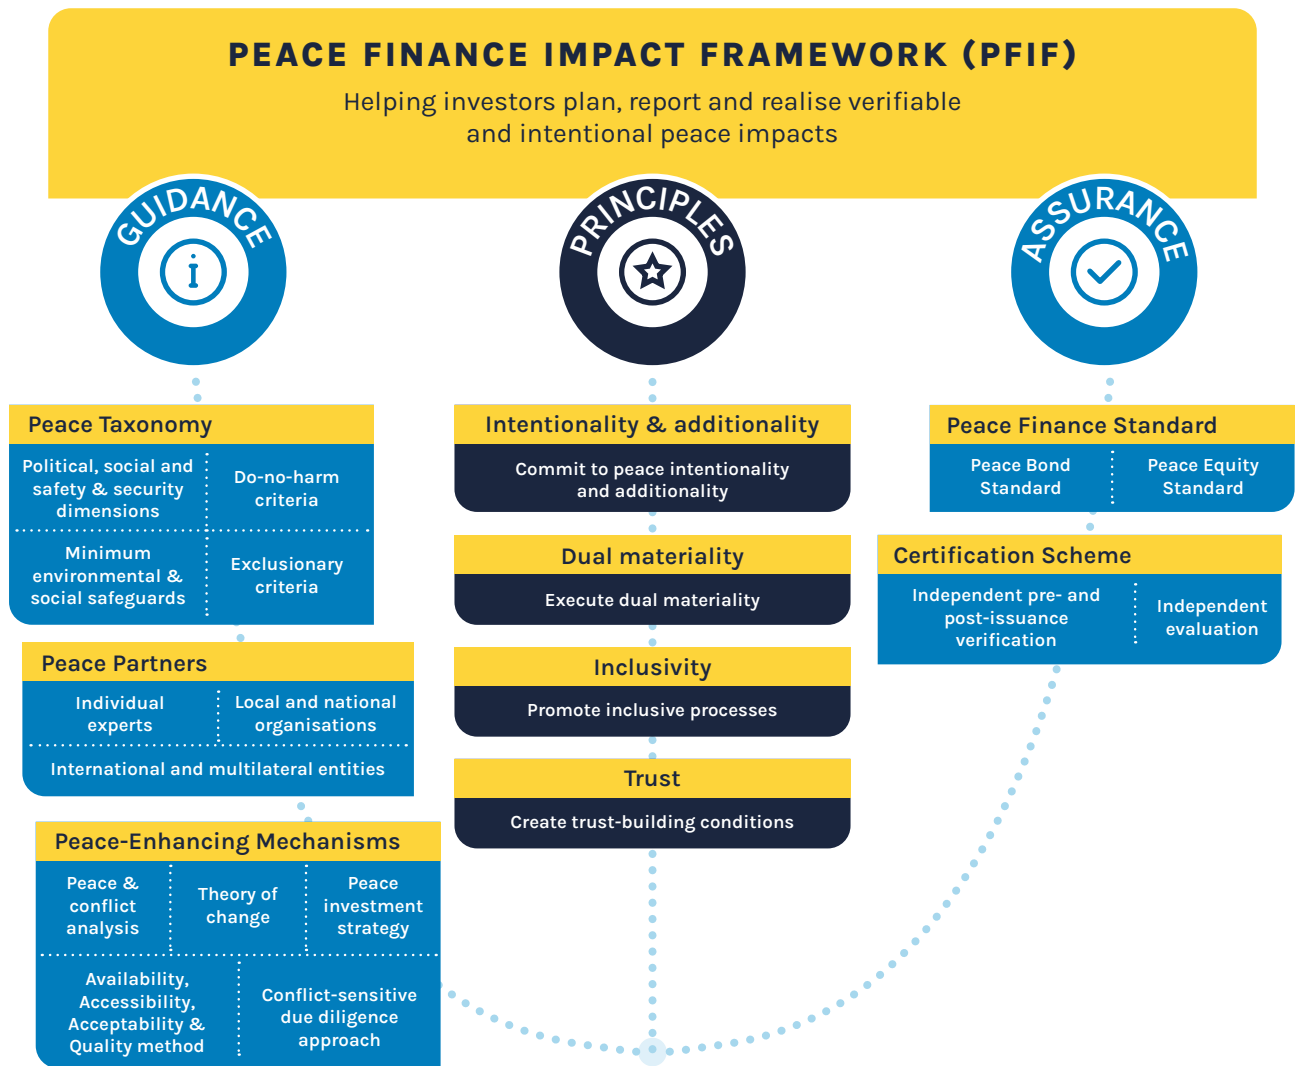 PEACE FINANCE IMPACT FRAMEWORK (PFIF)
Helping investors plan, report and realise verifiable
and intentional peace impacts
GUIDANCE
Peace Taxonomy
Political, social and
safety & security
dimensions
Do-no-harm
criteria
Minimum
environmental &
social safeguards
Exclusionary
criteria
Peace Partners
Individual
experts
Local and national
organisations
International and multilateral entities
Peace-Enhancing Mechanisms
Peace &
conflict
analysis
Theory of
change
Peace
investment
strategy
Availability,
Accessibility,
Acceptability &
Quality method
Conflict-sensitive
due diligence
approach
PRINCIPLES
Intentionality & additionality
Commit to peace intentionality
and additionality
Dual materiality
Execute dual materiality
Inclusivity
Promote inclusive processes
Trust
Create trust-building conditions
ASSURANCE
Peace Finance Standard
Peace Bond
Standard
Peace Equity
Standard
Certification Scheme
Independent pre- and
post-issuance
verification
Independent
evaluation